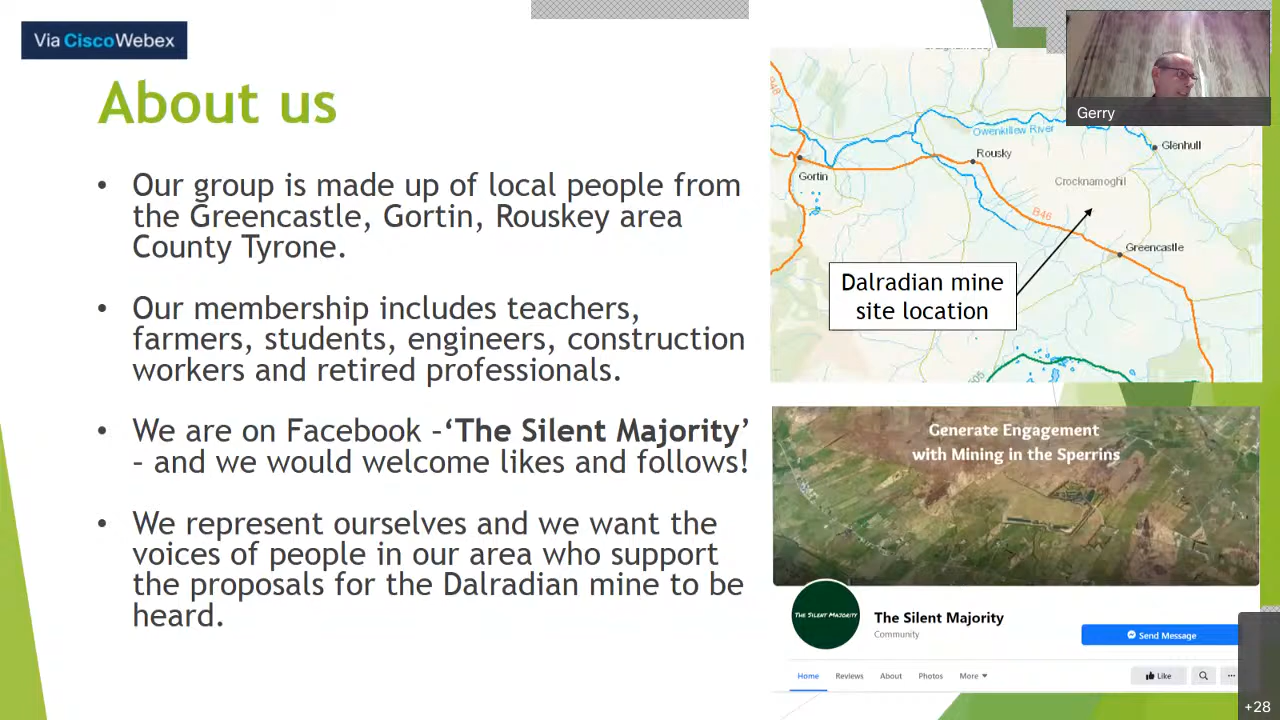 Via CiscoWebex
About us
• Our group is made up of local people from
the Greencastle, Gortin, Rouskey area
County Tyrone.
• Our membership includes teachers,
farmers, students, engineers, construction
workers and retired professionals.
• We are on Facebook –‘The Silent Majority’
– and we would welcome likes and follows!
• We represent ourselves and we want the
voices of people in our area who support
the proposals for the Dalradian mine to be
heard.
Gerry
Owenkillew River
Glenhull
Rousky
Gortin
Crocknamoghil
B46
Greencastle
Dalradian mine
site location
Generate Engagement
with Mining in the Sperrins
THE SILENT MAJORITY
The Silent Majority
Community
Send Message
Home Reviews About Photos More
Like
+28